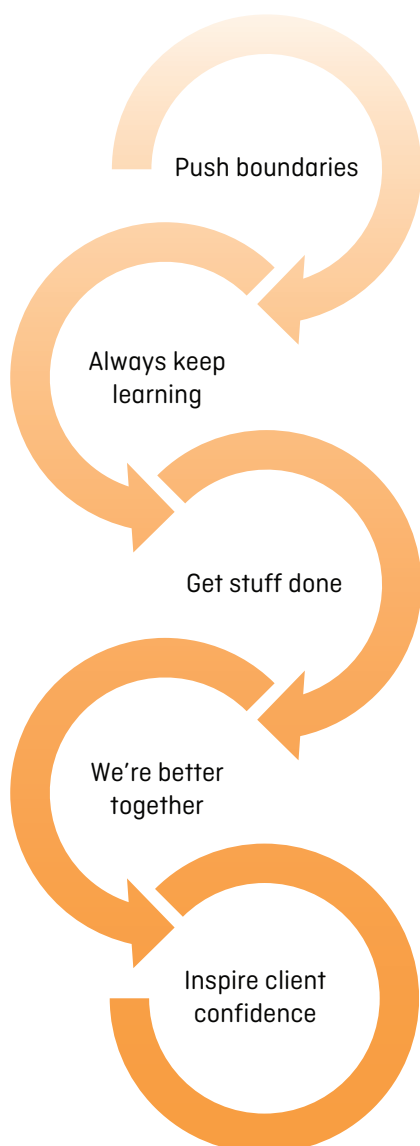 Push boundaries
Always keep
learning
Get stuff done
We're better
together
Inspire client
confidence